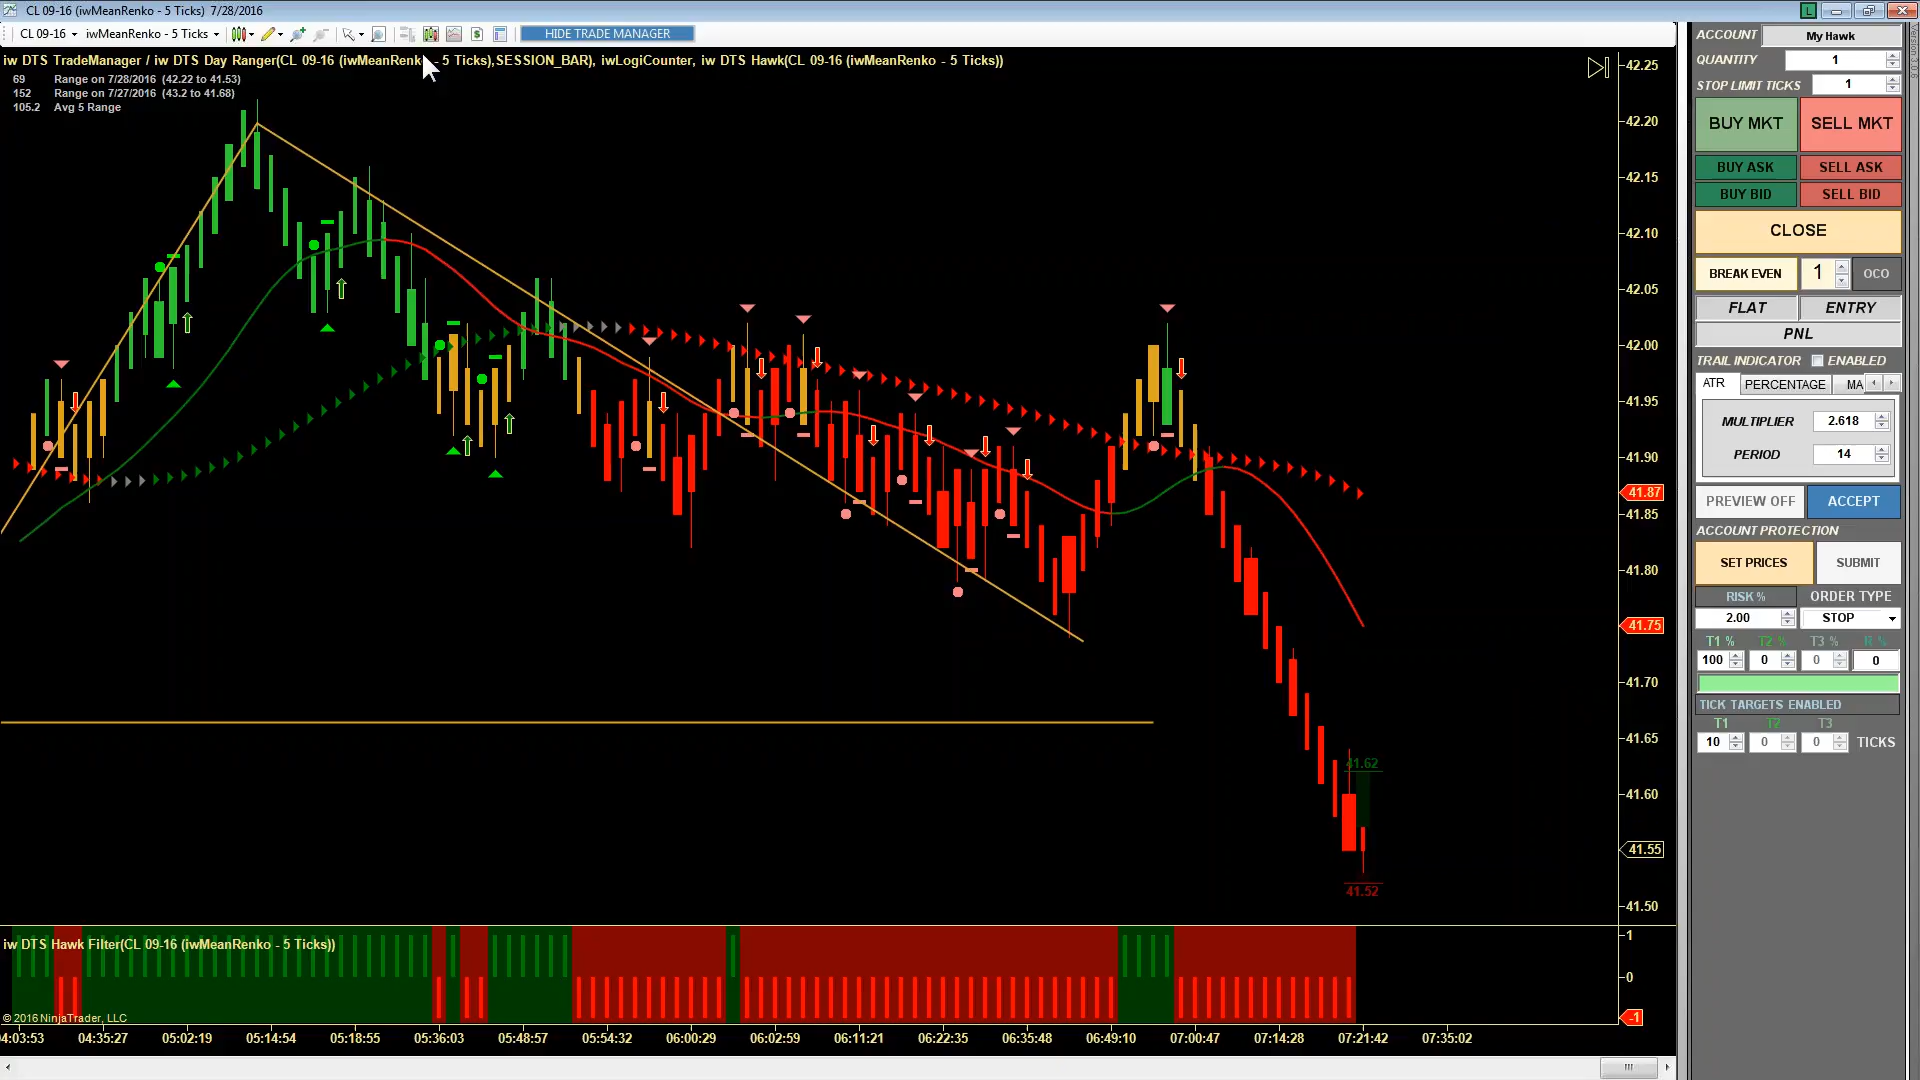 CL 09-16 (iwMeanRenko - 5 Ticks) 7/28/2016
CL 09-16 iwMeanRenko - 5 Ticks HIDE TRADE MANAGER
iw DTS TradeManager / iw DTS Day Ranger(CL 09-16 (iwMeanRenko - 5 Ticks),SESSION_BAR), iwLogiCounter, iw DTS Hawk(CL 09-16 (iwMeanRenko - 5 Ticks))
69 Range on 7/28/2016 (42.22 to 41.53)
152 Range on 7/27/2016 (43.2 to 41.68)
105.2 Avg 5 Range
42.25
42.20
42.15
42.10
42.05
42.00
41.95
41.90
41.87
41.85
41.80
41.75
41.70
41.65
41.62
41.60
41.55
41.52
41.50
iw DTS Hawk Filter(CL 09-16 (iwMeanRenko - 5 Ticks))
1
0
-1
© 2016 NinjaTrader, LLC
4:03:53 04:35:27 05:02:19 05:14:54 05:18:55 05:36:03 05:48:57 05:54:32 06:00:29 06:02:59 06:11:21 06:22:35 06:35:48 06:49:10 07:00:47 07:14:28 07:21:42 07:35:02
L
version 3.0.6
ACCOUNT My Hawk
QUANTITY 1
STOP LIMIT TICKS 1
BUY MKT SELL MKT
BUY ASK SELL ASK
BUY BID SELL BID
CLOSE
BREAK EVEN 1 OCO
FLAT ENTRY
PNL
TRAIL INDICATOR ENABLED
ATR PERCENTAGE MA
MULTIPLIER 2.618
PERIOD 14
PREVIEW OFF ACCEPT
ACCOUNT PROTECTION
SET PRICES SUBMIT
RISK % ORDER TYPE
2.00 STOP
T1 % T2 % T3 % R %
100 0 0 0
TICK TARGETS ENABLED
T1 T2 T3
10 0 0 TICKS